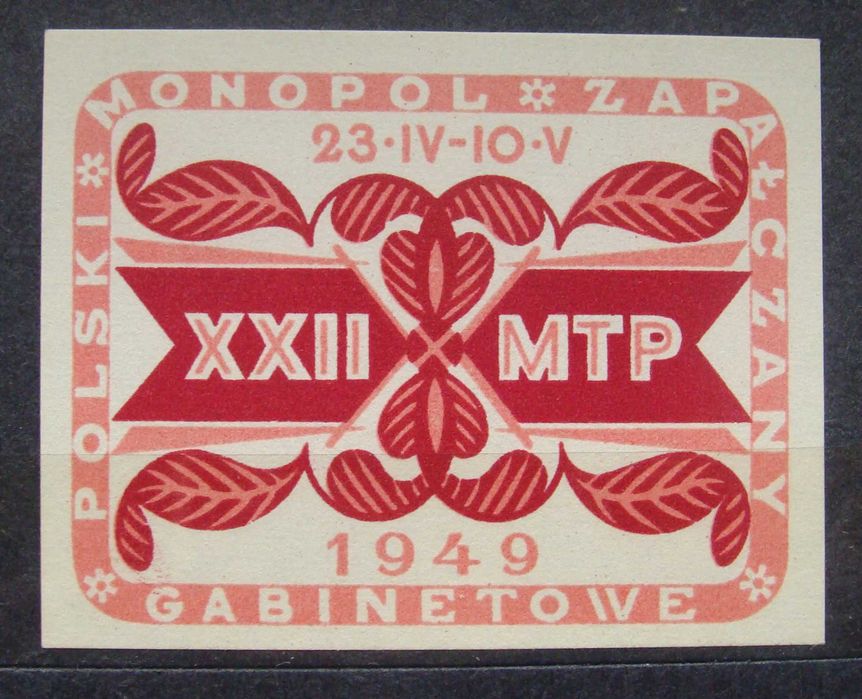 POLSKI * MONOPOL * ZAPAŁCZANY
23·IV-10·V
XXII MTP
1949
* GABINETOWE *